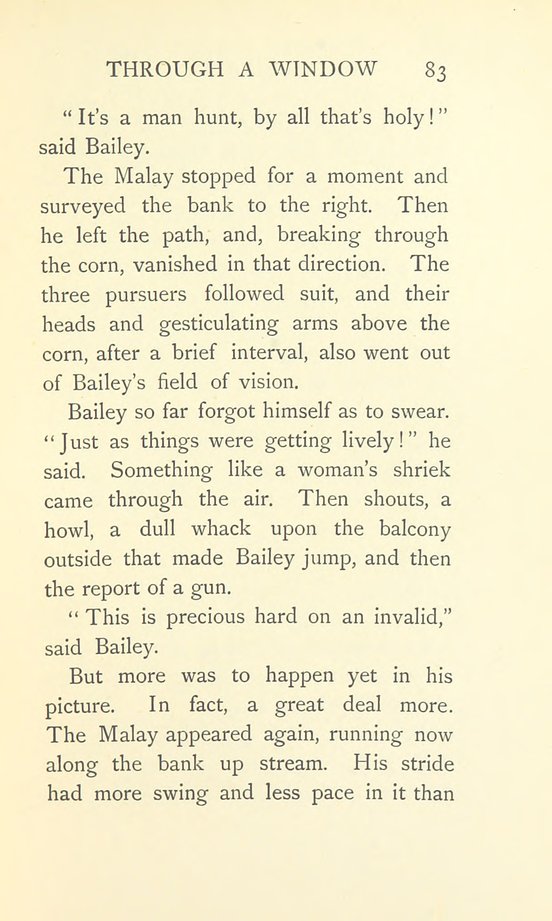 THROUGH A WINDOW 83
“ It’s a man hunt, by all that’s holy! ”
said Bailey.
The Malay stopped for a moment and
surveyed the bank to the right. Then
he left the path, and, breaking through
the corn, vanished in that direction. The
three pursuers followed suit, and their
heads and gesticulating arms above the
corn, after a brief interval, also went out
of Bailey’s field of vision.
Bailey so far forgot himself as to swear.
“ Just as things were getting lively! ” he
said. Something like a woman’s shriek
came through the air. Then shouts, a
howl, a dull whack upon the balcony
outside that made Bailey jump, and then
the report of a gun.
“ This is precious hard on an invalid,”
said Bailey.
But more was to happen yet in his
picture. In fact, a great deal more.
The Malay appeared again, running now
along the bank up stream. His stride
had more swing and less pace in it than